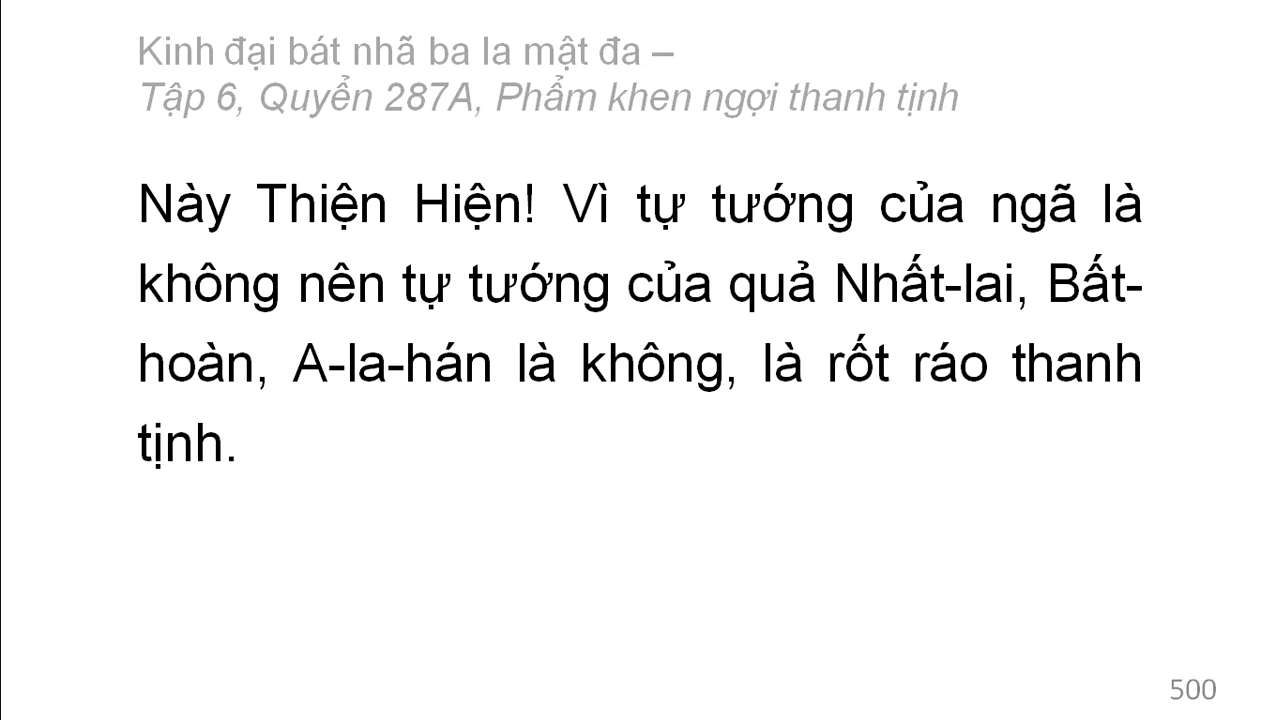 Kinh đại bát nhã ba la mật đa –
Tập 6, Quyển 287A, Phẩm khen ngợi thanh tịnh
Này Thiện Hiện! Vì tự tướng của ngã là
không nên tự tướng của quả Nhất-lai, Bất-
hoàn, A-la-hán là không, là rốt ráo thanh
tịnh.
500